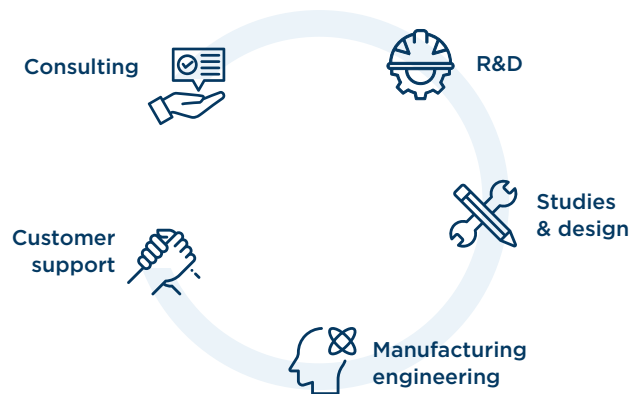 Consulting
R&D
Studies
& design
Manufacturing
engineering
Customer
support